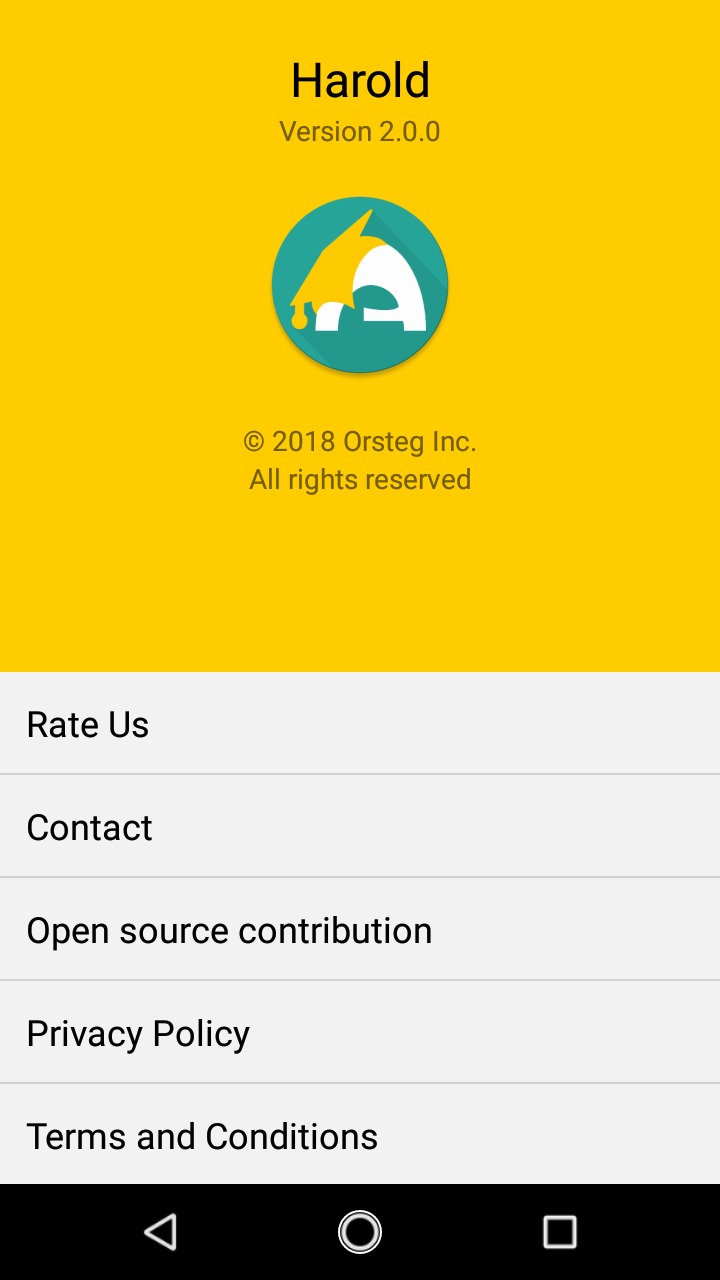 Harold
Version 2.0.0
© 2018 Orsteg Inc.
All rights reserved
Rate Us
Contact
Open source contribution
Privacy Policy
Terms and Conditions